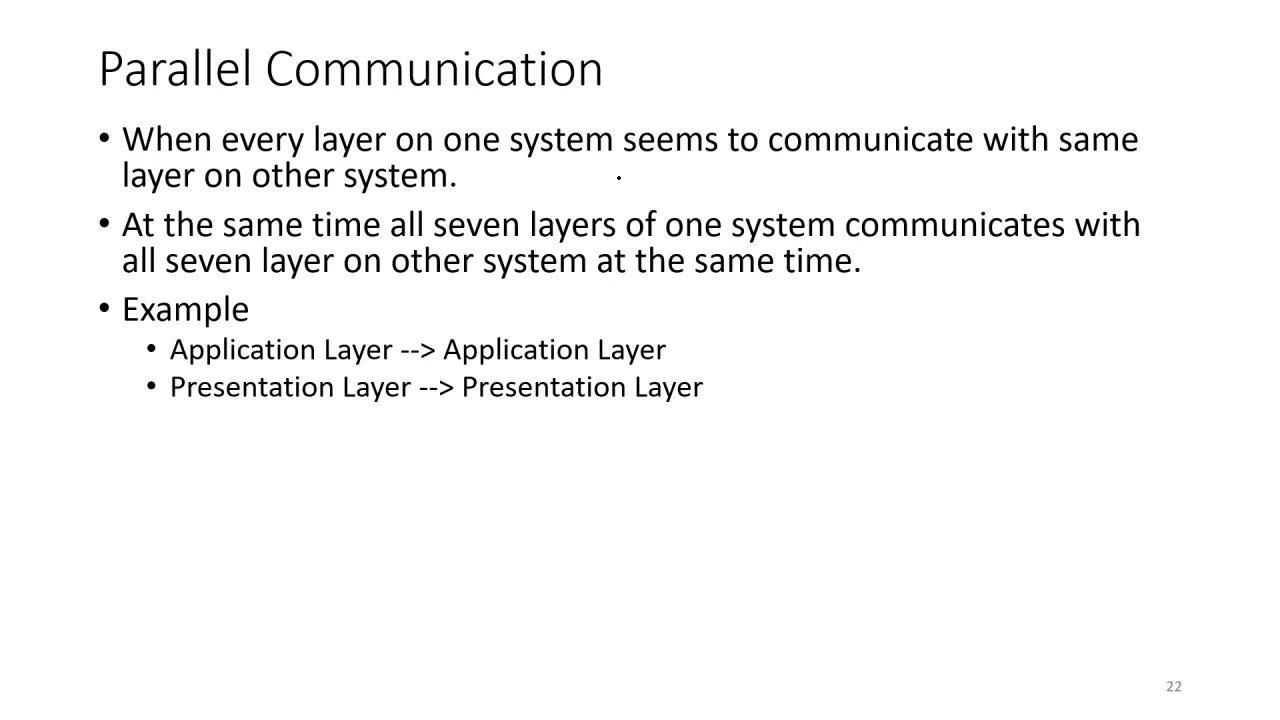 Parallel Communication
• When every layer on one system seems to communicate with same
layer on other system.
• At the same time all seven layers of one system communicates with
all seven layer on other system at the same time.
• Example
• Application Layer --> Application Layer
• Presentation Layer --> Presentation Layer
22